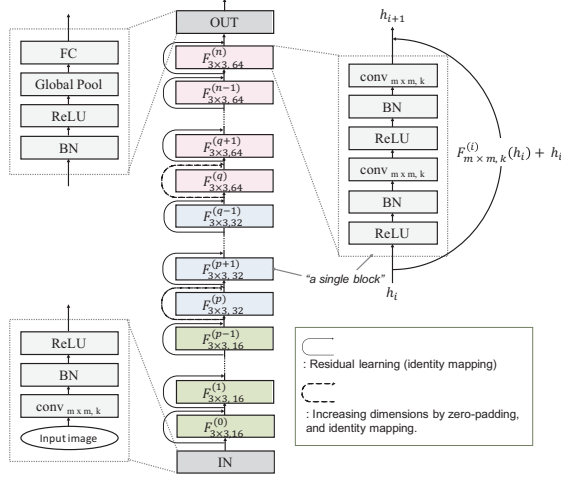 FC
Global Pool
ReLU
BN
OUT
F^{(n)}_{3×3, 64}
F^{(n-1)}_{3×3, 64}
F^{(q+1)}_{3×3,64}
F^{(q)}_{3×3,64}
F^{(q-1)}_{3×3,32}
F^{(p+1)}_{3×3, 32}
F^{(p)}_{3×3, 32}
F^{(p-1)}_{3×3, 16}
F^{(1)}_{3×3, 16}
F^{(0)}_{3×3,16}
IN
ReLU
BN
conv m x m, k
Input image
h_{i+1}
conv m x m, k
BN
ReLU
conv m x m, k
BN
ReLU
h_i
F^{(i)}_{m × m, k}(h_i) + h_i
"a single block"
: Residual learning (identity mapping)
: Increasing dimensions by zero-padding,
and identity mapping.